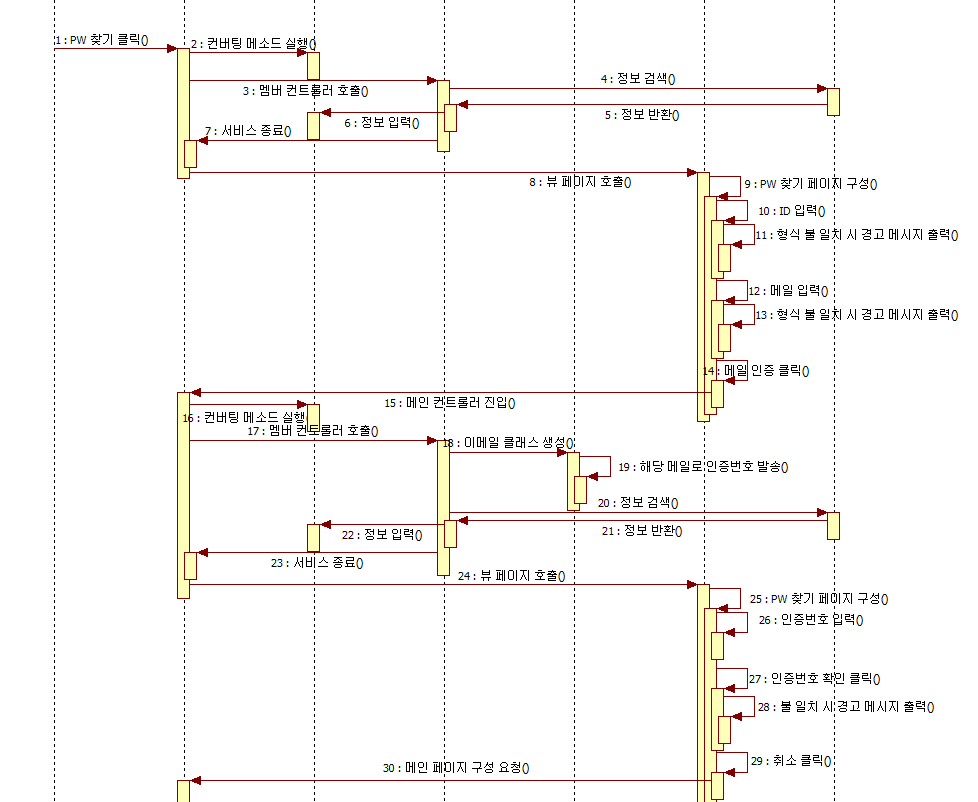 1 : PW 찾기 클릭()
2 : 컨버팅 메소드 실행()
3 : 멤버 컨트롤러 호출()
4 : 정보 검색()
5 : 정보 반환()
6 : 정보 입력()
7 : 서비스 종료()
8 : 뷰 페이지 호출()
9 : PW 찾기 페이지 구성()
10 : ID 입력()
11 : 형식 불 일치 시 경고 메시지 출력()
12 : 메일 입력()
13 : 형식 불 일치 시 경고 메시지 출력()
14 : 메일 인증 클릭()
15 : 메인 컨트롤러 진입()
16 : 컨버팅 메소드 실행()
17 : 멤버 컨트롤러 호출()
18 : 이메일 클래스 생성()
19 : 해당 메일로 인증번호 발송()
20 : 정보 검색()
21 : 정보 반환()
22 : 정보 입력()
23 : 서비스 종료()
24 : 뷰 페이지 호출()
25 : PW 찾기 페이지 구성()
26 : 인증번호 입력()
27 : 인증번호 확인 클릭()
28 : 불 일치 시 경고 메시지 출력()
29 : 취소 클릭()
30 : 메인 페이지 구성 요청()